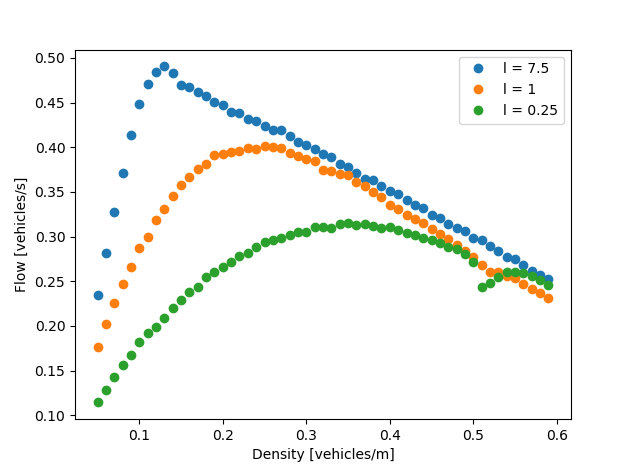 0.50
0.45
0.40
0.35
0.30
0.25
0.20
0.15
0.10
Flow [vehicles/s]
l = 7.5
l = 1
l = 0.25
0.1 0.2 0.3 0.4 0.5 0.6
Density [vehicles/m]